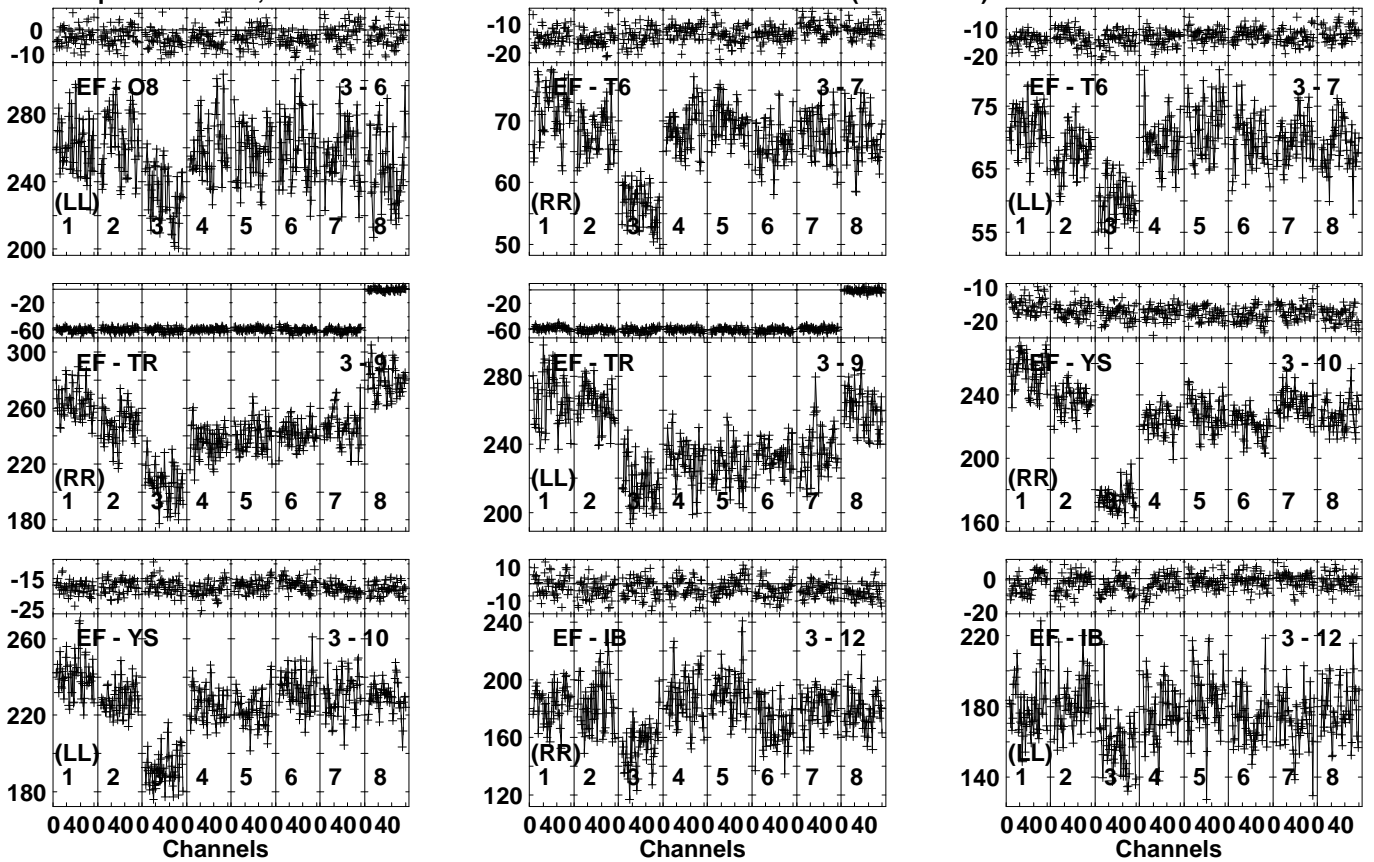 0
-10
EF - O8 3 - 6
280
240
(LL)
1 2 3 4 5 6 7 8
200
-10
-20
EF - T6 3 - 7
70
60
(RR)
1 2 3 4 5 6 7 8
50
-10
-20
EF - T6 3 - 7
75
65
(LL)
1 2 3 4 5 6 7 8
55
-20
-60
300
EF - TR 3 - 9
260
220
(RR)
1 2 3 4 5 6 7 8
180
-20
-60
EF - TR 3 - 9
280
240
(LL)
1 2 3 4 5 6 7 8
200
-10
-20
EF - YS 3 - 10
240
200
(RR)
1 2 3 4 5 6 7 8
160
-15
-25
EF - YS 3 - 10
260
220
(LL)
1 2 3 4 5 6 7 8
180
0 40 0 40 0 40 0 40 0 40 0 40 0 40 0 40
Channels
10
-10
240
EF - IB 3 - 12
200
160
(RR)
1 2 3 4 5 6 7 8
120
0 40 0 40 0 40 0 40 0 40 0 40 0 40 0 40
Channels
0
-20
220
EF - IB 3 - 12
180
(LL)
1 2 3 4 5 6 7 8
140
0 40 0 40 0 40 0 40 0 40 0 40 0 40 0 40
Channels